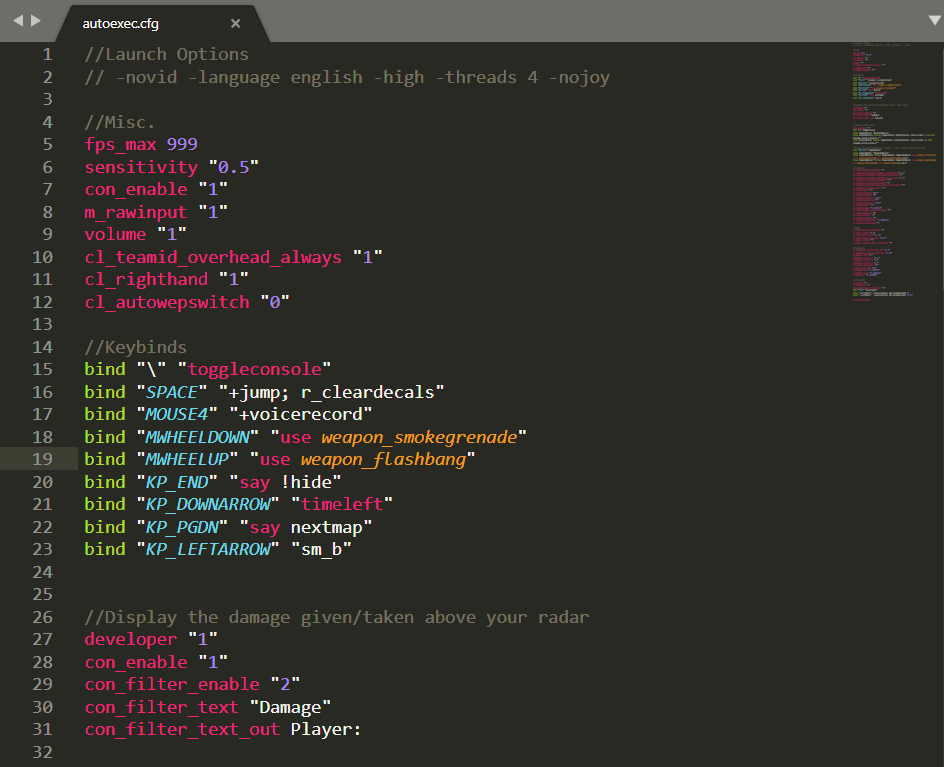 autoexec.cfg
1 //Launch Options
2 // -novid -language english -high -threads 4 -nojoy
3
4 //Misc.
5 fps_max 999
6 sensitivity "0.5"
7 con_enable "1"
8 m_rawinput "1"
9 volume "1"
10 cl_teamid_overhead_always "1"
11 cl_righthand "1"
12 cl_autowepswitch "0"
13
14 //Keybinds
15 bind "\" "toggleconsole"
16 bind "SPACE" "+jump; r_cleardecals"
17 bind "MOUSE4" "+voicerecord"
18 bind "MWHEELDOWN" "use weapon_smokegrenade"
19 bind "MWHEELUP" "use weapon_flashbang"
20 bind "KP_END" "say !hide"
21 bind "KP_DOWNARROW" "timeleft"
22 bind "KP_PGDN" "say nextmap"
23 bind "KP_LEFTARROW" "sm_b"
24
25
26 //Display the damage given/taken above your radar
27 developer "1"
28 con_enable "1"
29 con_filter_enable "2"
30 con_filter_text "Damage"
31 con_filter_text_out Player:
32